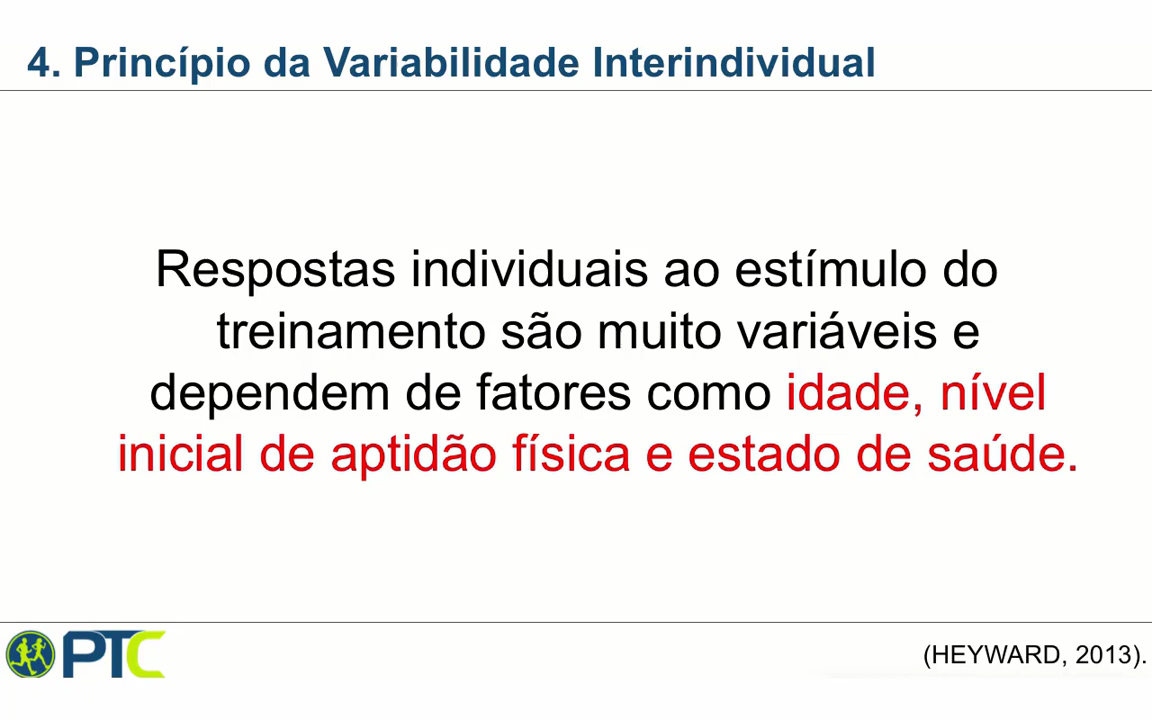 4. Princípio da Variabilidade Interindividual
Respostas individuais ao estímulo do
treinamento são muito variáveis e
dependem de fatores como idade, nível
inicial de aptidão física e estado de saúde.
PTC
(HEYWARD, 2013).